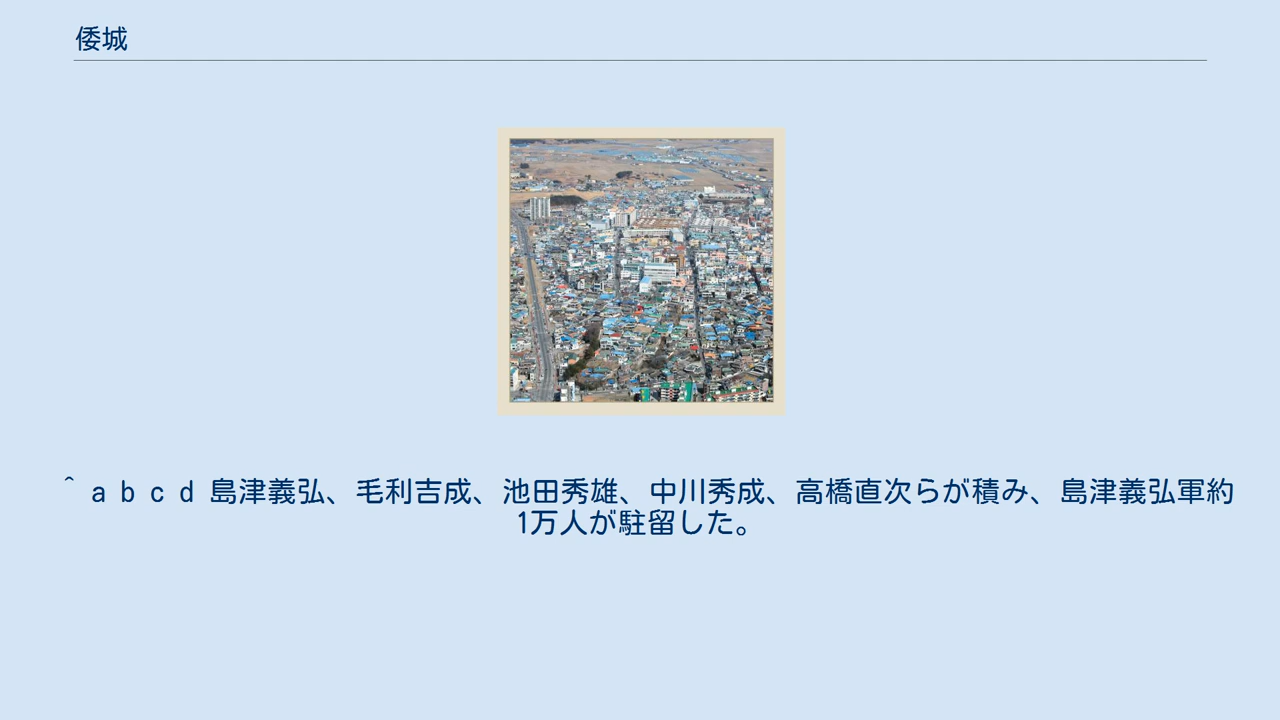 倭城
^ a b c d 島津義弘、毛利吉成、池田秀雄、中川秀成、高橋直次らが積み、島津義弘軍約
1万人が駐留した。